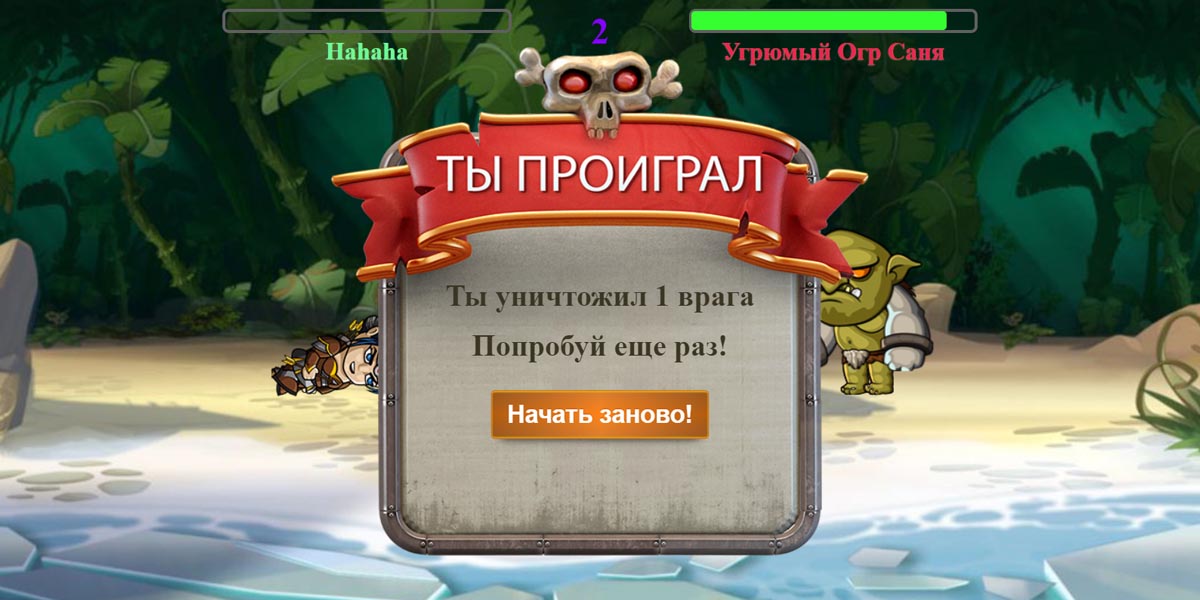 2
Hahaha
Угрюмый Огр Саня
ТЫ ПРОИГРАЛ
Ты уничтожил 1 врага
Попробуй еще раз!
Начать заново!